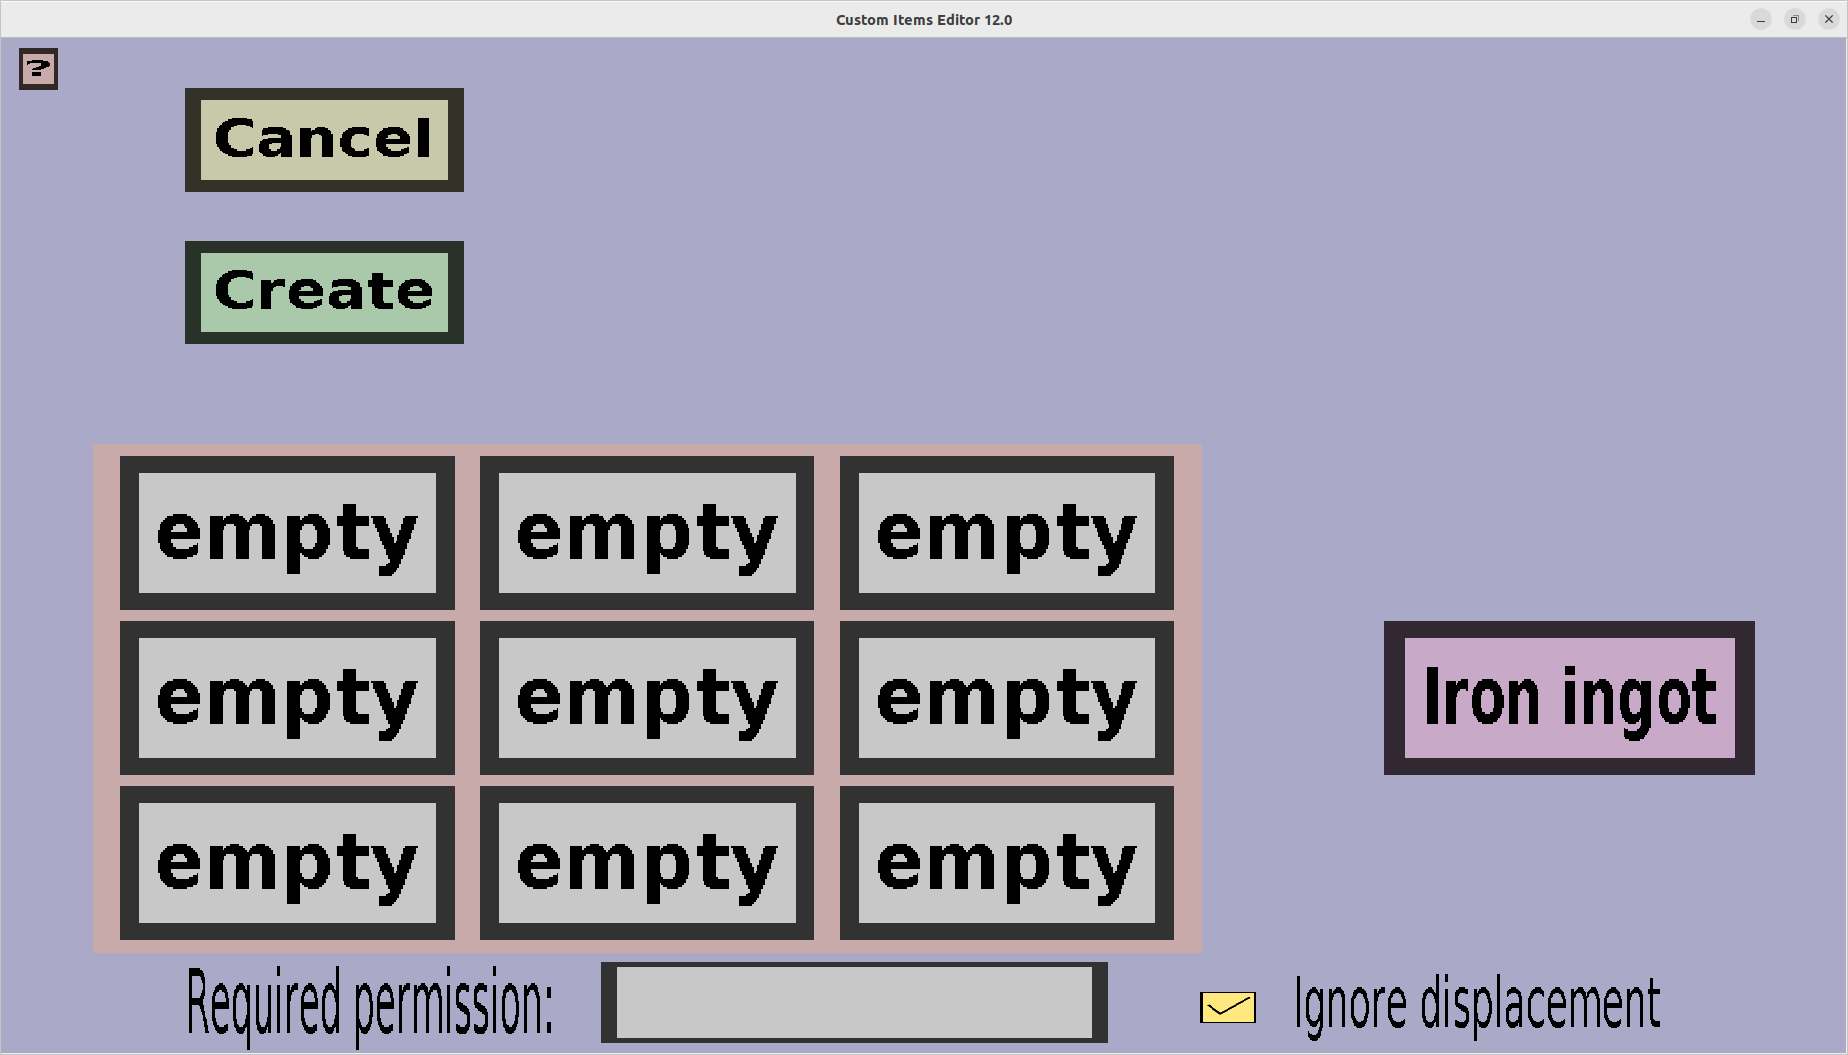 Custom Items Editor 12.0
?
Cancel
Create
empty empty empty
empty empty empty Iron ingot
empty empty empty
Required permission: Ignore displacement